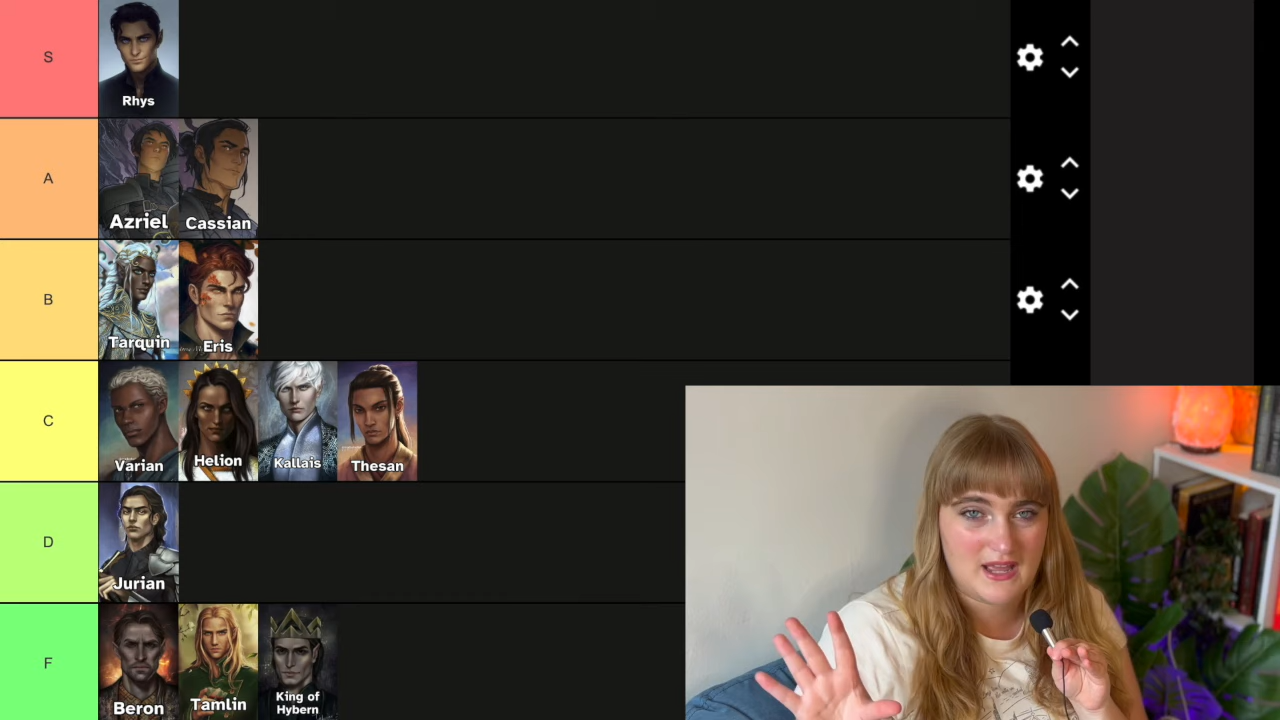 S
Rhys
A
Azriel
Cassian
B
Tarquin
Eris
C
Varian
Helion
Kallais
Thesan
D
Jurian
F
Beron
Tamlin
King of
Hybern